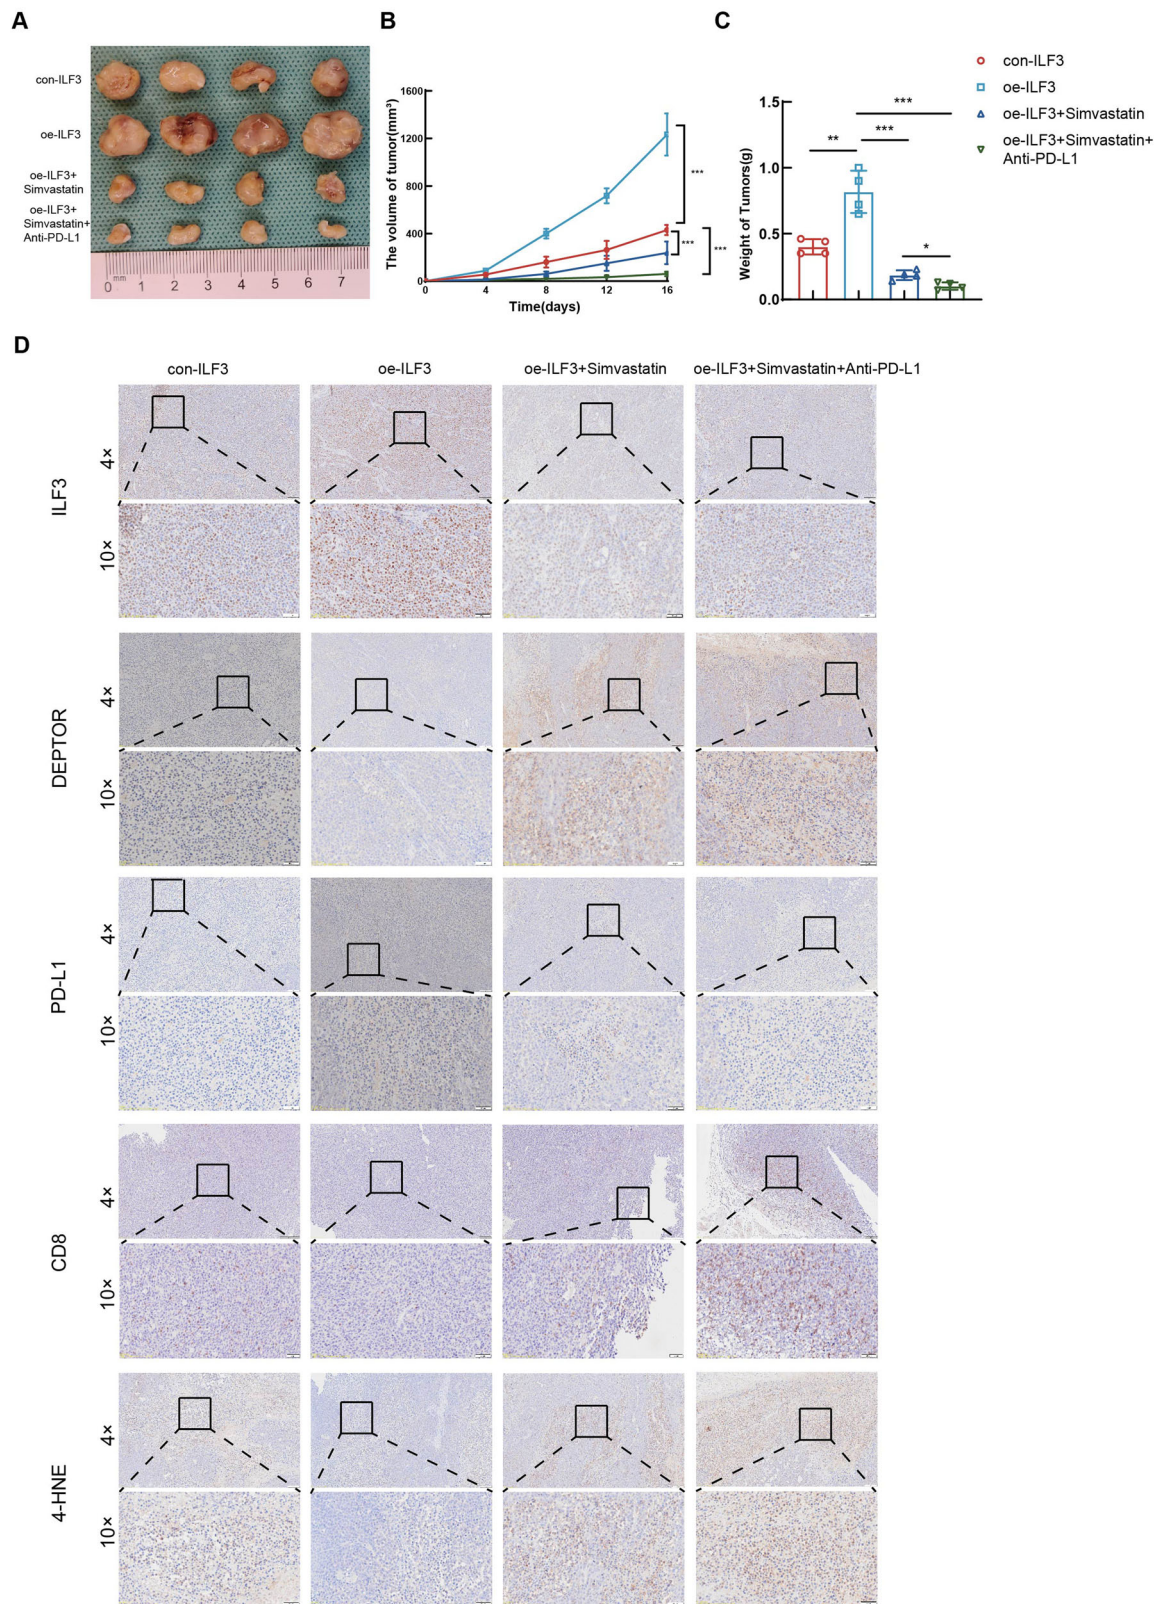 A
con-ILF3
oe-ILF3
oe-ILF3+
Simvastatin
oe-ILF3+
Simvastatin+
Anti-PD-L1
mm
0 1 2 3 4 5 6 7
B
The volume of tumor(mm³)
1600
1200
800
400
0
0 4 8 12 16
Time(days)
***
***
***
C
Weight of Tumors(g)
1.5
1.0
0.5
0.0
**
***
***
*
con-ILF3
oe-ILF3
oe-ILF3+Simvastatin
oe-ILF3+Simvastatin+
Anti-PD-L1
D
con-ILF3 oe-ILF3 oe-ILF3+Simvastatin oe-ILF3+Simvastatin+Anti-PD-L1
ILF3
4×
10×
DEPTOR
4×
10×
PD-L1
4×
10×
CD8
4×
10×
4-HNE
4×
10×